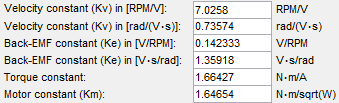 Velocity constant (Kv) in [RPM/V]: 7.0258 RPM/V
Velocity constant (Kv) in [rad/(V·s)]: 0.73574 rad/(V·s)
Back-EMF constant (Ke) in [V/RPM]: 0.142333 V/RPM
Back-EMF constant (Ke) in [V·s/rad]: 1.35918 V·s/rad
Torque constant: 1.66427 N·m/A
Motor constant (Km): 1.64654 N·m/sqrt(W)